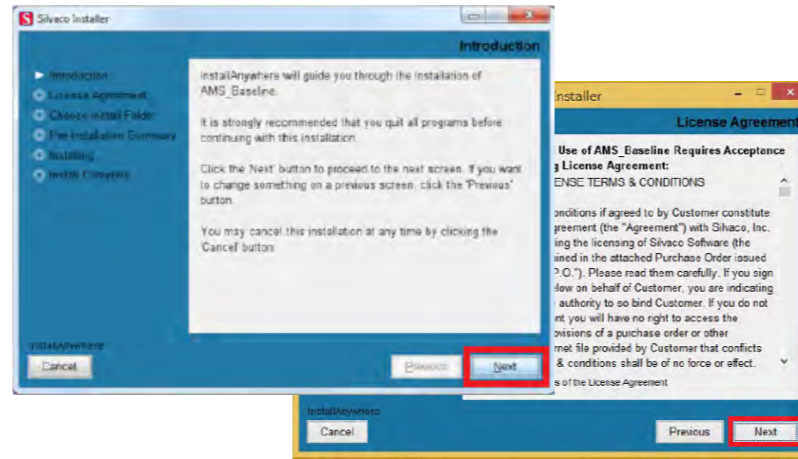 Silvaco Installer
Introduction
Introduction
License Agreement
Choose Install Folder
Pre-Installation Summary
Installing
Install Complete
InstallAnywhere will guide you through the installation of
AMS_Baseline.
It is strongly recommended that you quit all programs before
continuing with this installation.
Click the 'Next' button to proceed to the next screen. If you want
to change something on a previous screen, click the 'Previous'
button.
You may cancel this installation at any time by clicking the
'Cancel' button.
InstallAnywhere
Cancel
Previous
Next
Installer
License Agreement
Use of AMS_Baseline Requires Acceptance
g License Agreement:
ENSE TERMS & CONDITIONS
onditions if agreed to by Customer constitute
greement (the "Agreement") with Silvaco, Inc.
ing the licensing of Silvaco Software (the
ined in the attached Purchase Order issued
P.O."). Please read them carefully. If you sign
elow on behalf of Customer, you are indicating
authority to so bind Customer. If you do not
nt you will have no right to access the
ovisions of a purchase order or other
rnet file provided by Customer that conflicts
& conditions shall be of no force or effect.
s of the License Agreement
InstallAnywhere
Cancel
Previous
Next